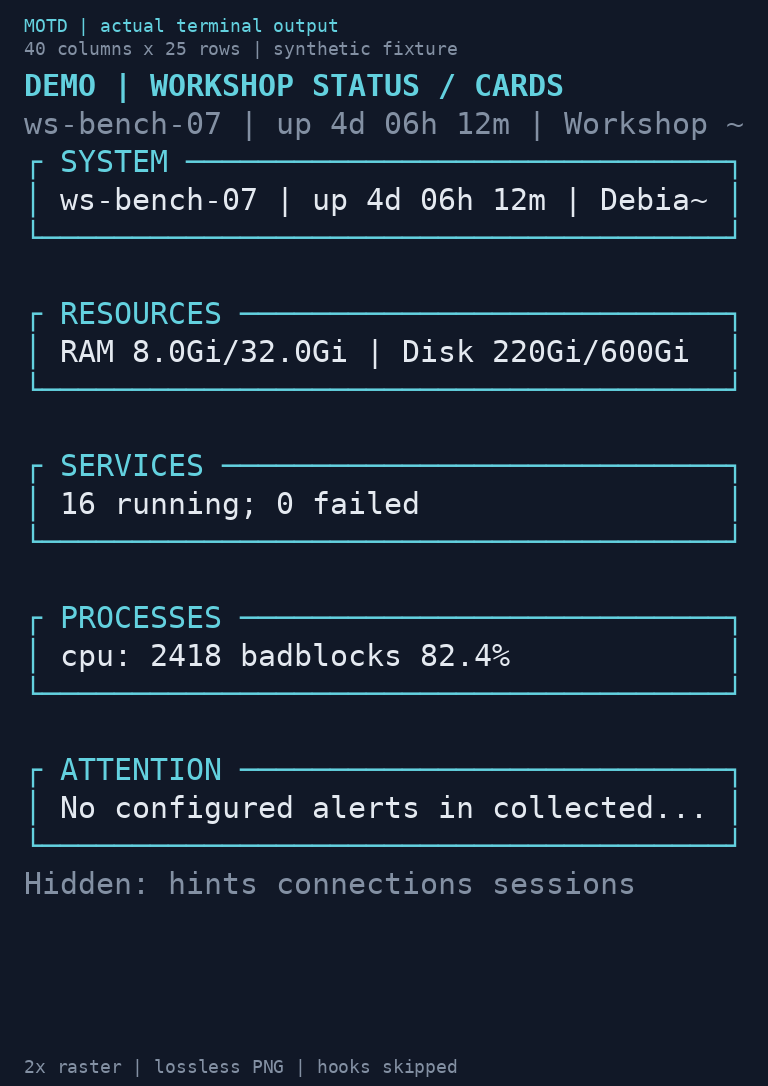 MOTD | actual terminal output
40 columns x 25 rows | synthetic fixture
DEMO | WORKSHOP STATUS / CARDS
ws-bench-07 | up 4d 06h 12m | Workshop ~
SYSTEM
ws-bench-07 | up 4d 06h 12m | Debia~
RESOURCES
RAM 8.0Gi/32.0Gi | Disk 220Gi/600Gi
SERVICES
16 running; 0 failed
PROCESSES
cpu: 2418 badblocks 82.4%
ATTENTION
No configured alerts in collected...
Hidden: hints connections sessions
2x raster | lossless PNG | hooks skipped